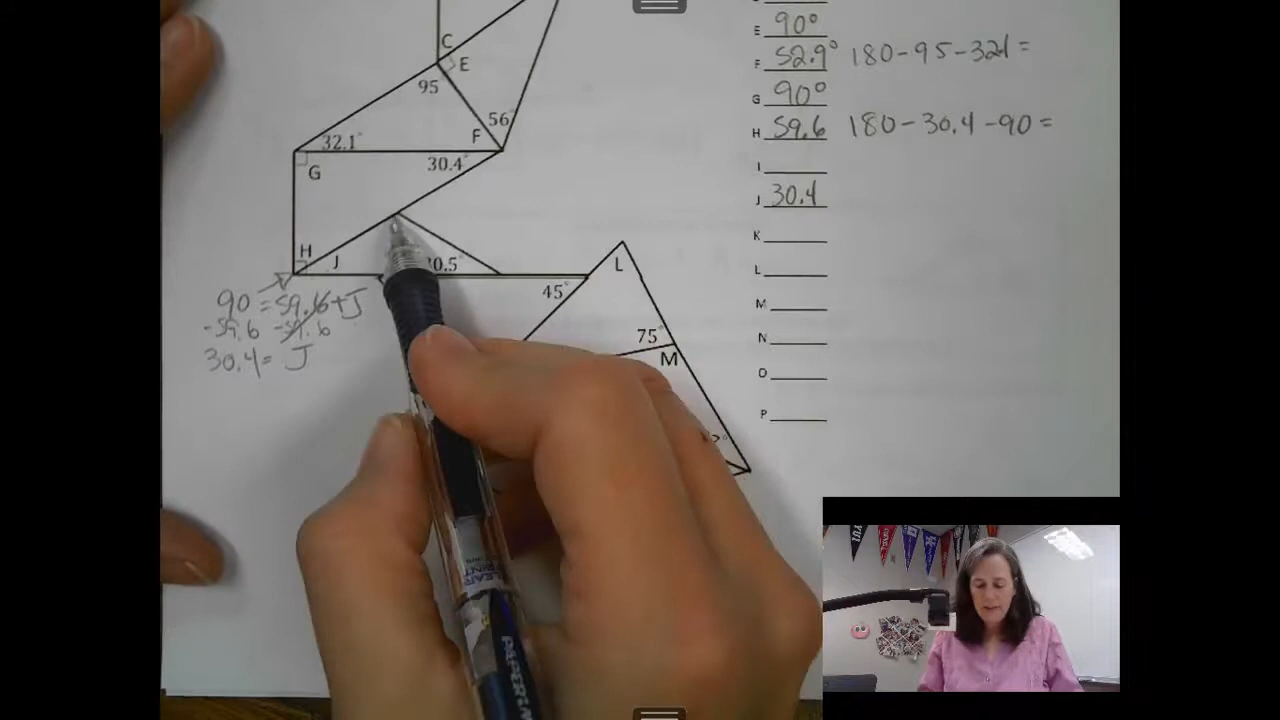 C
E
95
56°
32.1°
F
G
30.4°
H
J
0.5°
L
45°
75°
M
90 = 59.6 + J
-59.6 -59.6
30.4 = J
E 90°
F 52.9° 180-95-32.1=
G 90°
H 59.6 180-30.4-90=
I
J 30.4
K
L
M
N
O
P